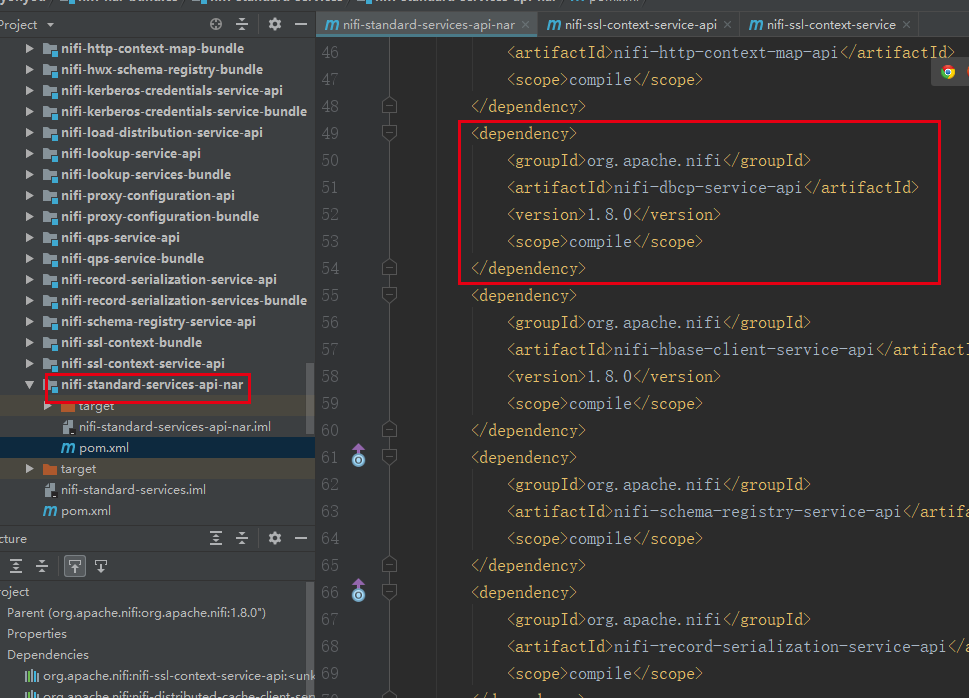 Project
nifi-standard-services-api-nar
nifi-ssl-context-service-api
nifi-ssl-context-service
nifi-http-context-map-bundle
nifi-hwx-schema-registry-bundle
nifi-kerberos-credentials-service-api
nifi-kerberos-credentials-service-bundle
nifi-load-distribution-service-api
nifi-lookup-service-api
nifi-lookup-services-bundle
nifi-proxy-configuration-api
nifi-proxy-configuration-bundle
nifi-qps-service-api
nifi-qps-service-bundle
nifi-record-serialization-service-api
nifi-record-serialization-services-bundle
nifi-schema-registry-service-api
nifi-ssl-context-bundle
nifi-ssl-context-service-api
nifi-standard-services-api-nar
target
nifi-standard-services-api-nar.iml
pom.xml
target
nifi-standard-services.iml
pom.xml
cture
roject
Parent (org.apache.nifi:org.apache.nifi:1.8.0")
Properties
Dependencies
org.apache.nifi:nifi-ssl-context-service-api:<unk
org.apache.nifi:nifi-distributed-cache-client-serv
46 <artifactId>nifi-http-context-map-api</artifactId>
47 <scope>compile</scope>
48 </dependency>
49 <dependency>
50 <groupId>org.apache.nifi</groupId>
51 <artifactId>nifi-dbcp-service-api</artifactId>
52 <version>1.8.0</version>
53 <scope>compile</scope>
54 </dependency>
55 <dependency>
56 <groupId>org.apache.nifi</groupId>
57 <artifactId>nifi-hbase-client-service-api</artifactI
58 <version>1.8.0</version>
59 <scope>compile</scope>
60 </dependency>
61 <dependency>
62 <groupId>org.apache.nifi</groupId>
63 <artifactId>nifi-schema-registry-service-api</artifa
64 <scope>compile</scope>
65 </dependency>
66 <dependency>
67 <groupId>org.apache.nifi</groupId>
68 <artifactId>nifi-record-serialization-service-api</a
69 <scope>compile</scope>